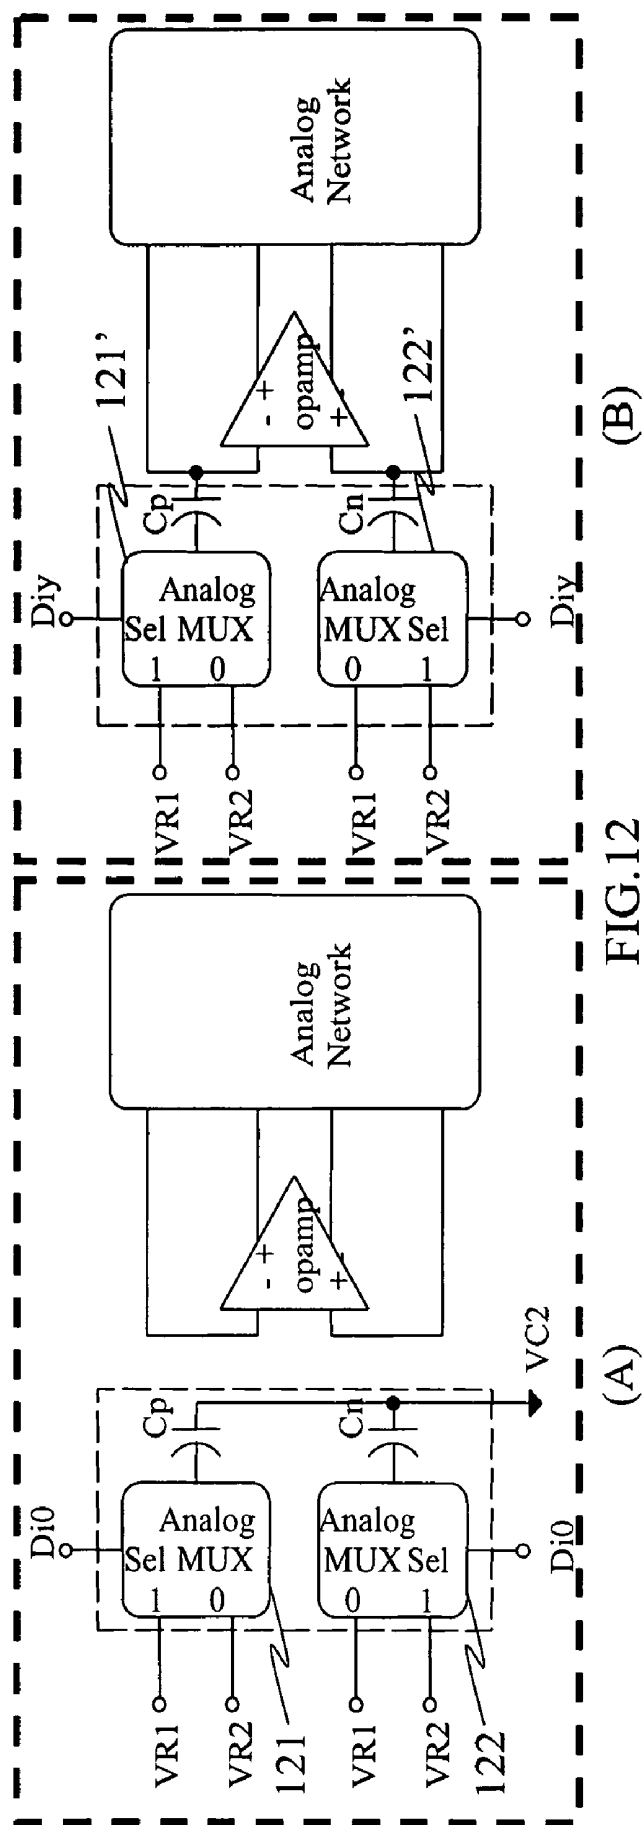 Di0
Sel
Analog
MUX
1
0
Cp
VR1
VR2
121
Analog
MUX
Sel
0
1
Cn
VR1
VR2
122
Di0
VC2
-
+
opamp
+
-
Analog
Network
(A)
Diy
121'
Sel
Analog
MUX
1
0
Cp
VR1
VR2
Analog
MUX
Sel
0
1
Cn
VR1
VR2
122'
Diy
-
+
opamp
+
-
Analog
Network
(B)
FIG.12